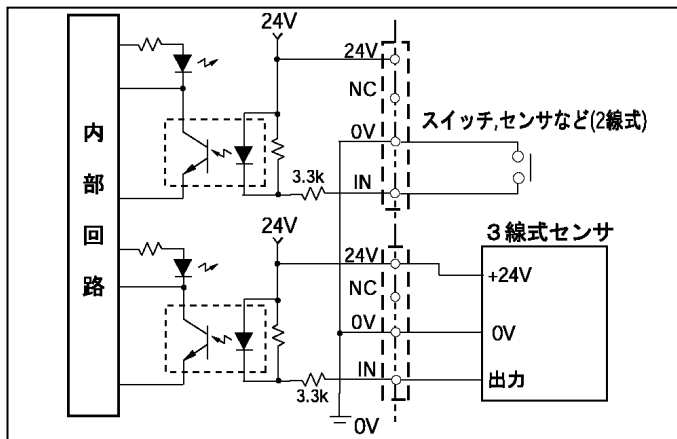 内部回路
24V
24V
NC
0V
3.3k
IN
スイッチ,センサなど(2線式)
24V
24V
NC
0V
IN
3.3k
0V
3線式センサ
+24V
0V
出力